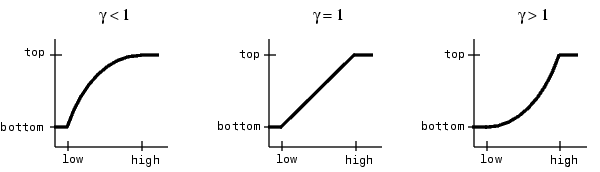 γ < 1
γ = 1
γ > 1
top
top
top
bottom
bottom
bottom
low high
low high
low high